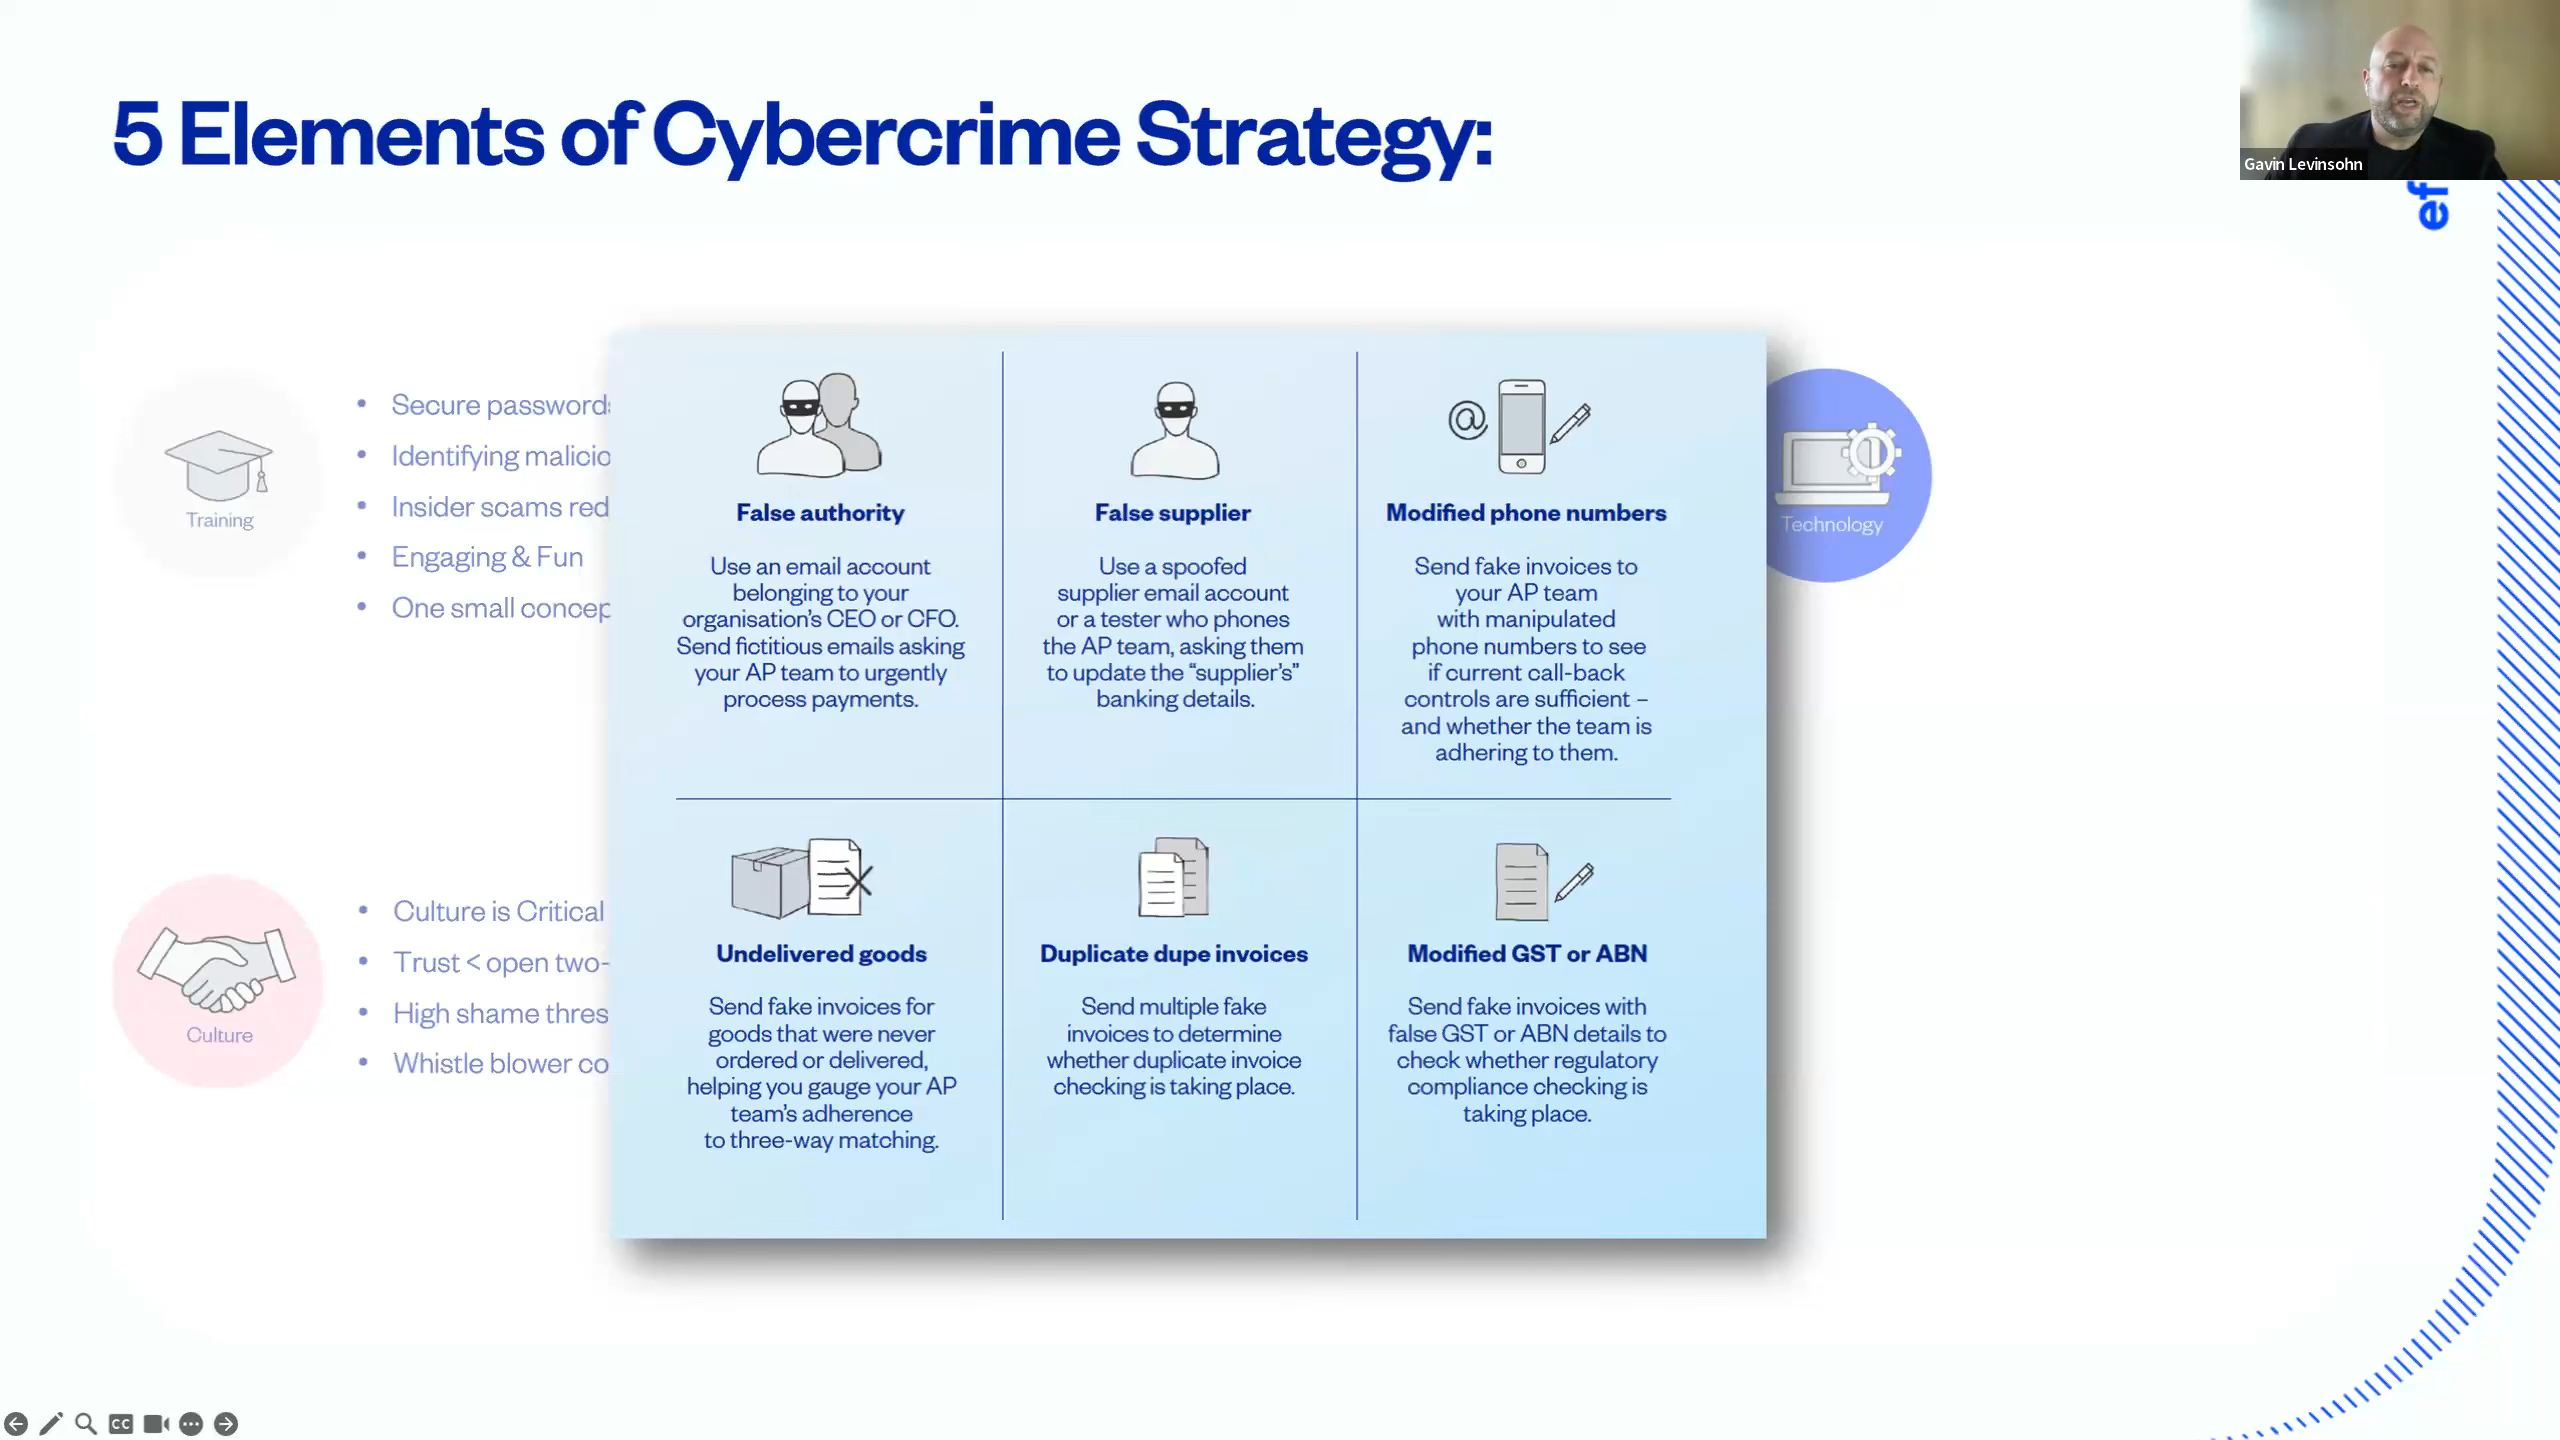 5 Elements of Cybercrime Strategy:
Gavin Levinsohn
ef
Training
• Secure passwords
• Identifying malicio
• Insider scams red
• Engaging & Fun
• One small concep
Culture
• Culture is Critical
• Trust < open two-
• High shame thres
• Whistle blower co
False authority
Use an email account
belonging to your
organisation's CEO or CFO.
Send fictitious emails asking
your AP team to urgently
process payments.
False supplier
Use a spoofed
supplier email account
or a tester who phones
the AP team, asking them
to update the “supplier’s”
banking details.
@
Modified phone numbers
Send fake invoices to
your AP team
with manipulated
phone numbers to see
if current call-back
controls are sufficient –
and whether the team is
adhering to them.
Undelivered goods
Send fake invoices for
goods that were never
ordered or delivered,
helping you gauge your AP
team's adherence
to three-way matching.
Duplicate dupe invoices
Send multiple fake
invoices to determine
whether duplicate invoice
checking is taking place.
Modified GST or ABN
Send fake invoices with
false GST or ABN details to
check whether regulatory
compliance checking is
taking place.
Technology
CC